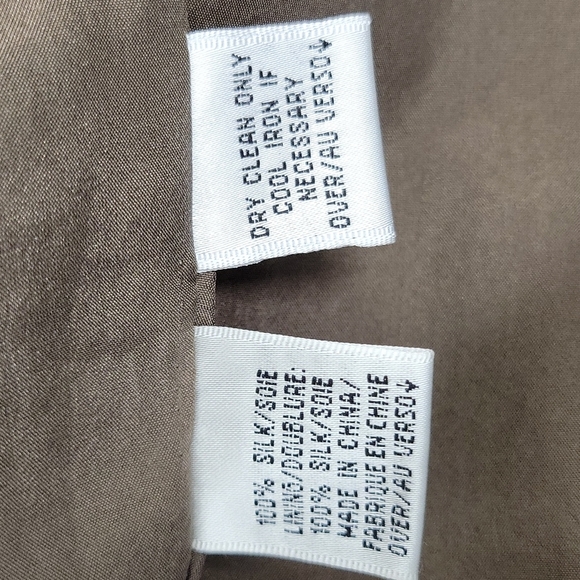 DRY CLEAN ONLY
COOL IRON IF
NECESSARY
OVER/AU VERSO↓
100% SILK/SOIE
LINING/DOUBLURE:
100% SILK/SOIE
MADE IN CHINA/
FABRIQUE EN CHINE
OVER/AU VERSO↓